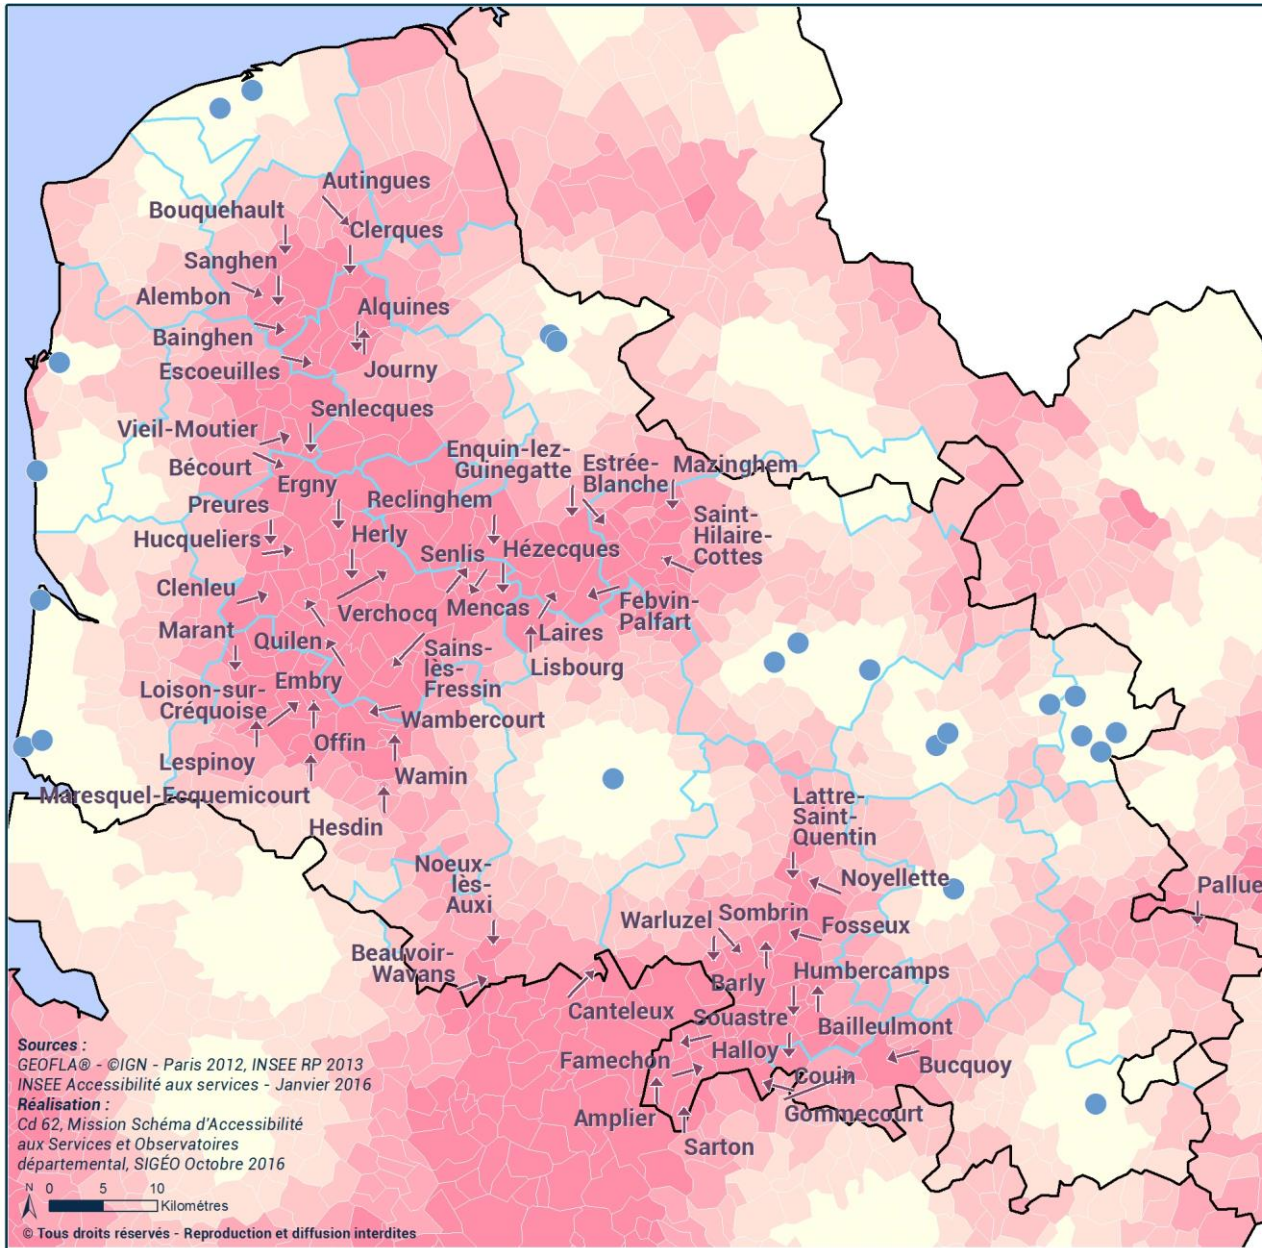 Autingues
Bouquehault
Clerques
Sanghen
Alembon
Alquines
Bainghen
Escoeuilles
Journy
Senlecques
Vieil-Moutier
Bécourt
Enquin-lez-
Guinegatte
Estrée-
Blanche
Mazinghem
Ergny
Preures
Reclinghem
Saint-
Hilaire-
Cottes
Hucqueliers
Herly
Senlis
Hézecques
Clenleu
Verchocq
Mencas
Febvin-
Palfart
Marant
Quilen
Laires
Sains-
lès-
Fressin
Lisbourg
Loison-sur-
Créquoise
Embry
Wambercourt
Offin
Lespinoy
Wamin
Maresquel-Ecquemicourt
Hesdin
Lattre-
Saint-
Quentin
Noeux-
lès-
Auxi
Noyellette
Pallue
Warluzel
Sombrin
Fosseux
Beauvoir-
Wavans
Barly
Humbercamps
Canteleux
Souastre
Bailleulmont
Famechon
Halloy
Bucquoy
Couin
Amplier
Gommecourt
Sarton
Sources :
GEOFLA® - ©IGN - Paris 2012, INSEE RP 2013
INSEE Accessibilité aux services - Janvier 2016
Réalisation :
Cd 62, Mission Schéma d'Accessibilité
aux Services et Observatoires
départemental, SIGÉO Octobre 2016
N 0 5 10
Kilométres
© Tous droits réservés - Reproduction et diffusion interdites